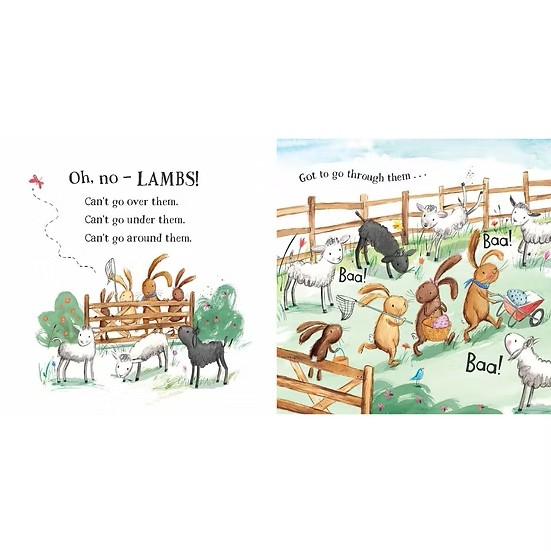 Oh, no – LAMBS!
Can't go over them.
Can't go under them.
Can't go around them.
Got to go through them . . .
Baa!
Baa!
Baa!